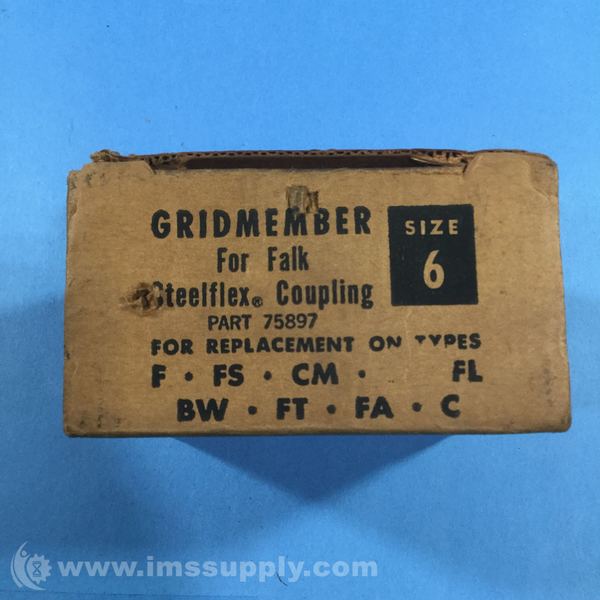 GRIDMEMBER
SIZE
6
For Falk
Steelflex® Coupling
PART 75897
FOR REPLACEMENT ON TYPES
F • FS • CM • FL
BW • FT • FA • C
www.imssupply.com